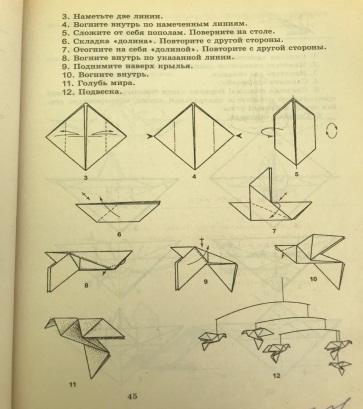 3. Наметьте две линии.
4. Вогните внутрь по намеченным линиям.
5. Сложите от себя пополам. Поверните на столе.
6. Складка «долина». Повторите с другой стороны.
7. Отогните на себя «долиной». Повторите с другой стороны.
8. Вогните внутрь по указанной линии.
9. Поднимите наверх крылья.
10. Вогните внутрь.
11. Голубь мира.
12. Подвеска.
3
4
5
6
7
8
9
10
11
12
45